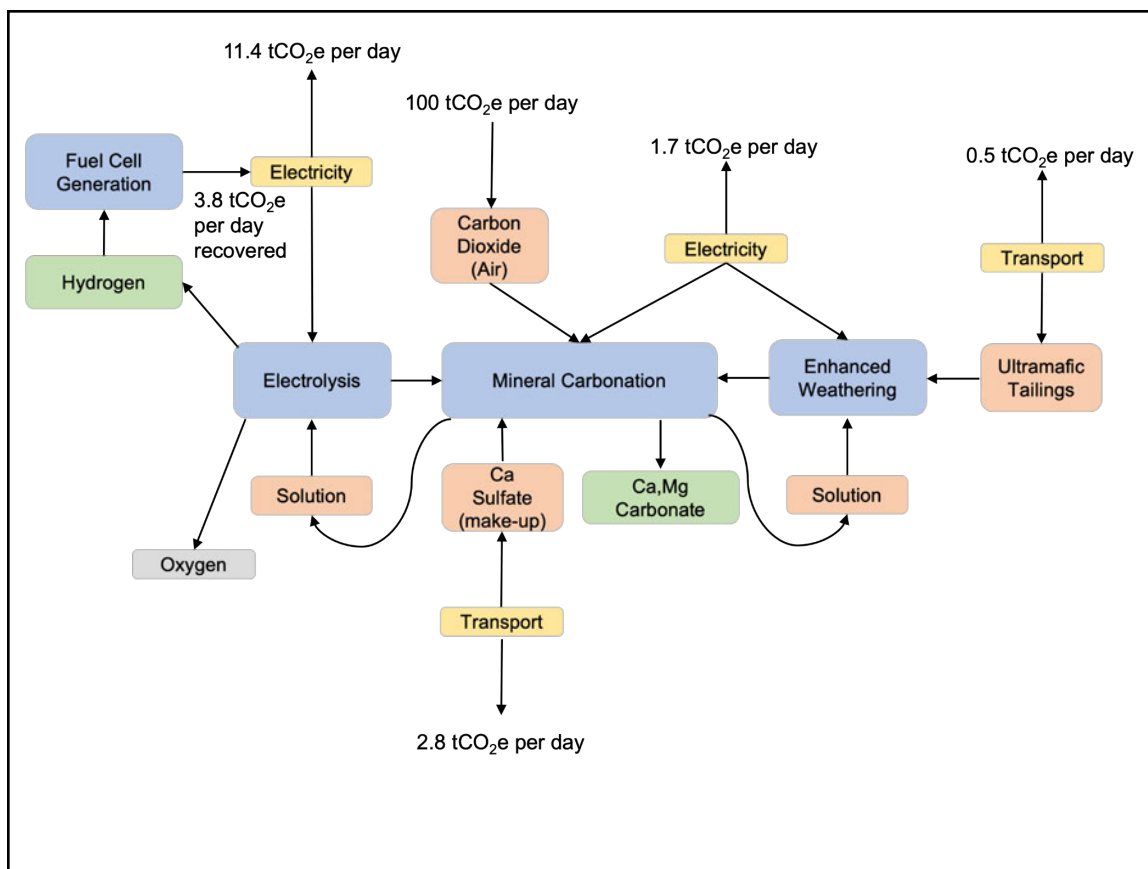 11.4 tCO₂e per day
100 tCO₂e per day
1.7 tCO₂e per day
0.5 tCO₂e per day
Fuel Cell
Generation
Electricity
3.8 tCO₂e
per day
recovered
Carbon
Dioxide
(Air)
Electricity
Transport
Hydrogen
Electrolysis
Mineral Carbonation
Enhanced
Weathering
Ultramafic
Tailings
Solution
Ca
Sulfate
(make-up)
Ca,Mg
Carbonate
Solution
Oxygen
Transport
2.8 tCO₂e per day